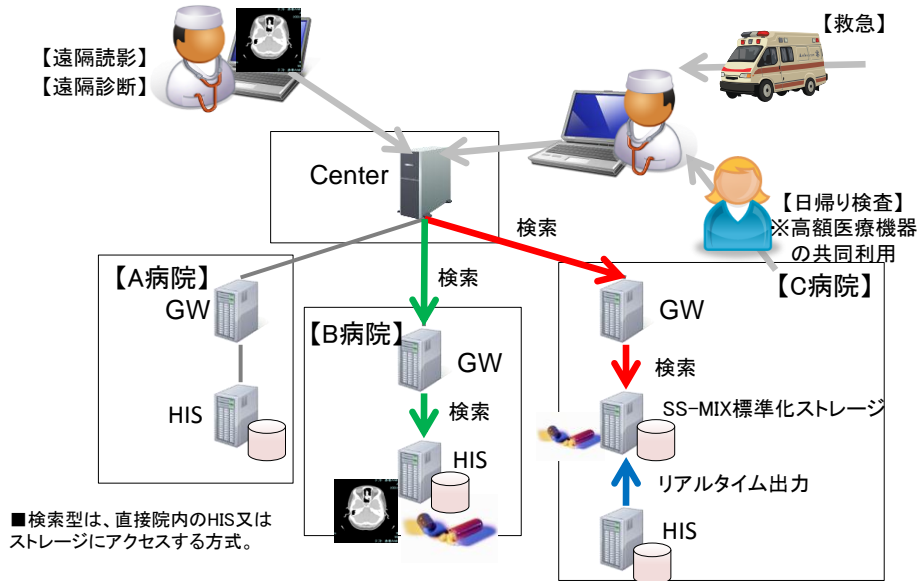 【遠隔読影】
【遠隔診断】
【救急】
Center
【日帰り検査】
※高額医療機器
の共同利用
検索
【A病院】
GW
HIS
検索
【B病院】
GW
検索
HIS
【C病院】
GW
検索
SS-MIX標準化ストレージ
リアルタイム出力
HIS
■検索型は、直接院内のHIS又は
ストレージにアクセスする方式。